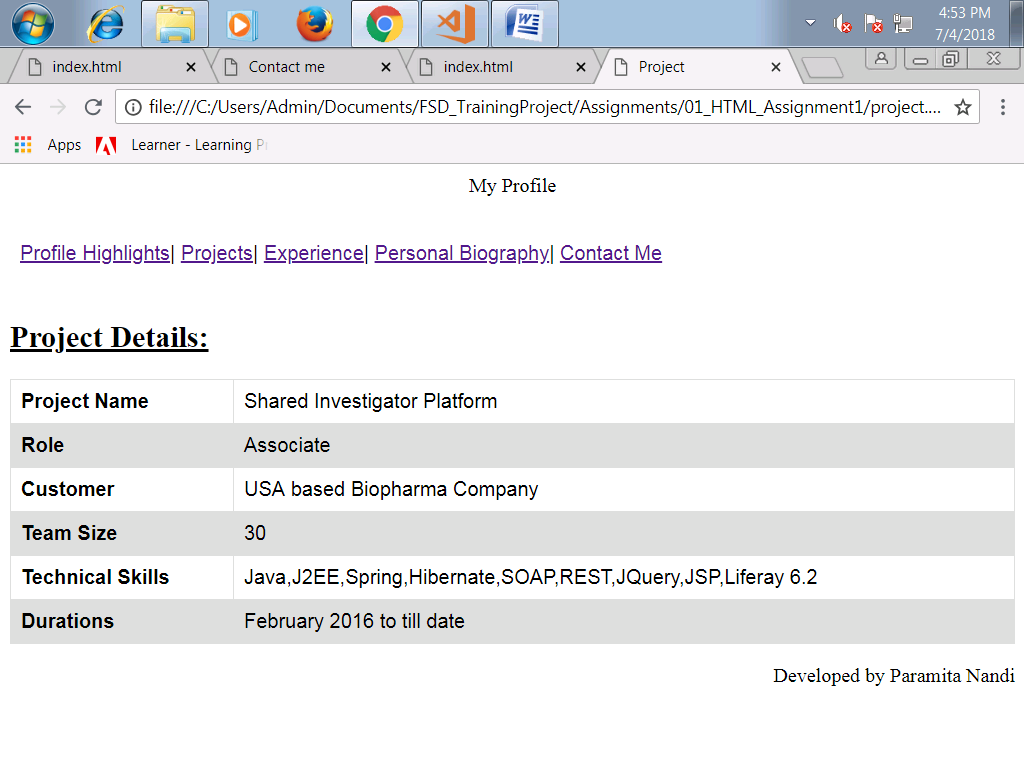 4:53 PM
7/4/2018
index.html
Contact me
index.html
Project
file:///C:/Users/Admin/Documents/FSD_TrainingProject/Assignments/01_HTML_Assignment1/project....
Apps
Learner - Learning
My Profile
Profile Highlights| Projects| Experience| Personal Biography| Contact Me
Project Details:
Project Name Shared Investigator Platform
Role Associate
Customer USA based Biopharma Company
Team Size 30
Technical Skills Java,J2EE,Spring,Hibernate,SOAP,REST,JQuery,JSP,Liferay 6.2
Durations February 2016 to till date
Developed by Paramita Nandi